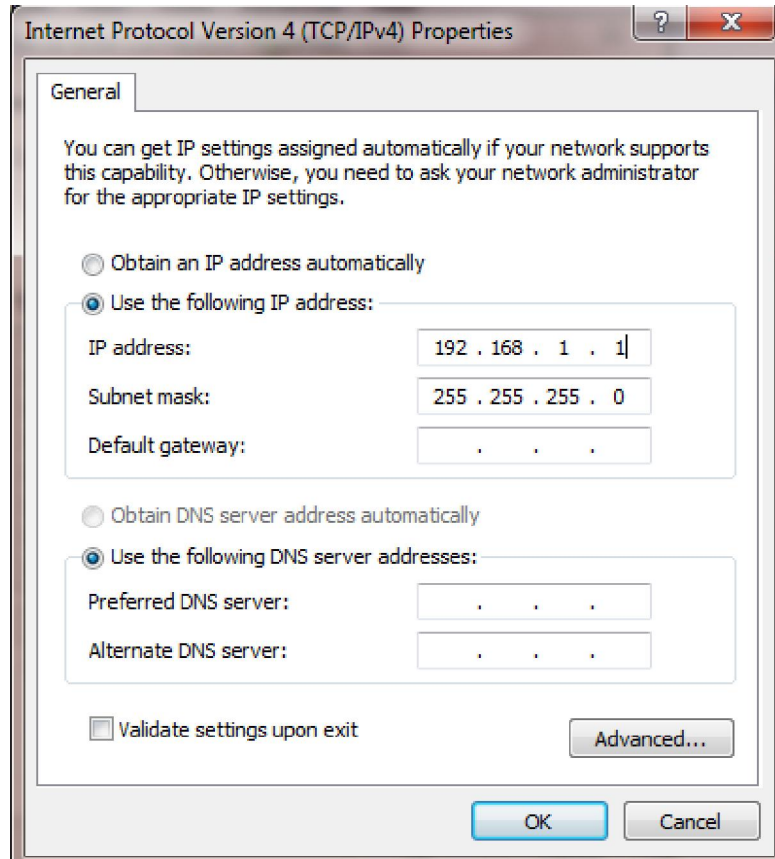 Internet Protocol Version 4 (TCP/IPv4) Properties
General
You can get IP settings assigned automatically if your network supports
this capability. Otherwise, you need to ask your network administrator
for the appropriate IP settings.
Obtain an IP address automatically
Use the following IP address:
IP address: 192 . 168 . 1 . 1
Subnet mask: 255 . 255 . 255 . 0
Default gateway: . . .
Obtain DNS server address automatically
Use the following DNS server addresses:
Preferred DNS server: . . .
Alternate DNS server: . . .
Validate settings upon exit
Advanced...
OK Cancel